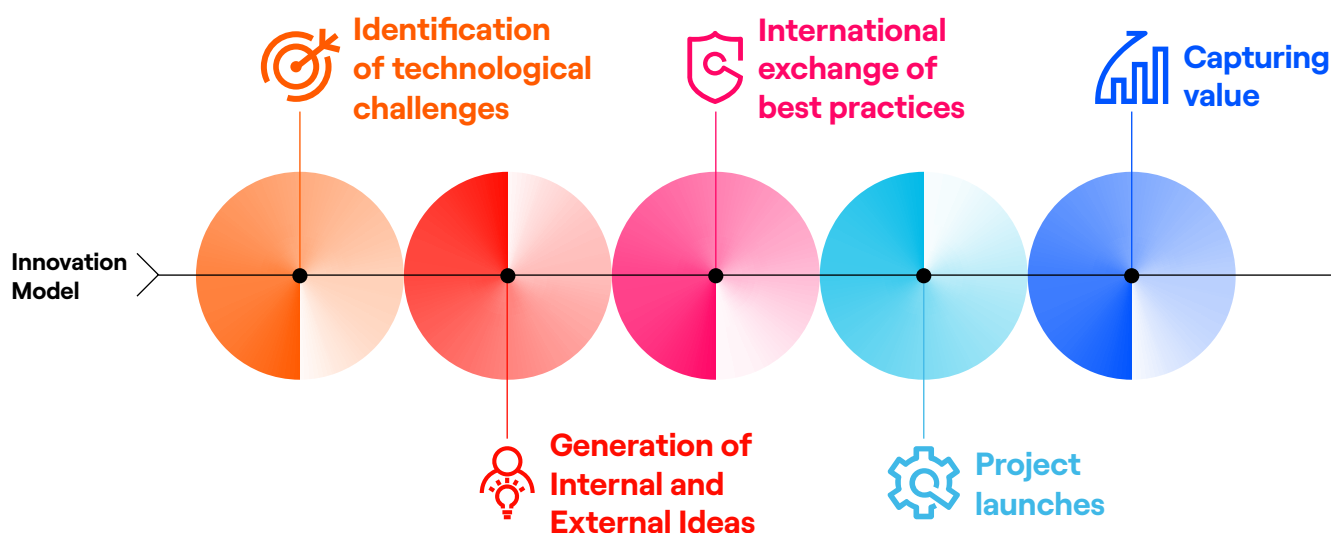 Innovation
Model
Identification
of technological
challenges
Generation of
Internal and
External Ideas
International
exchange of
best practices
Project
launches
Capturing
value